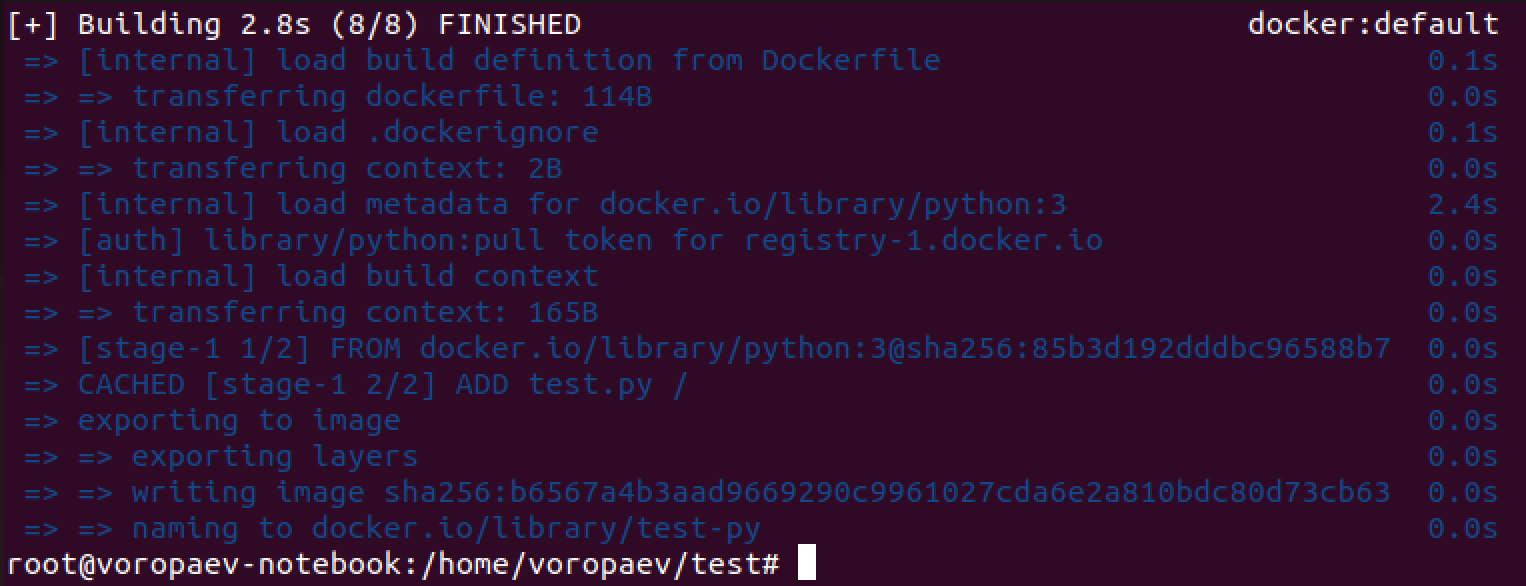 [+] Building 2.8s (8/8) FINISHED docker:default
=> [internal] load build definition from Dockerfile 0.1s
=> => transferring dockerfile: 114B 0.0s
=> [internal] load .dockerignore 0.1s
=> => transferring context: 2B 0.0s
=> [internal] load metadata for docker.io/library/python:3 2.4s
=> [auth] library/python:pull token for registry-1.docker.io 0.0s
=> [internal] load build context 0.0s
=> => transferring context: 165B 0.0s
=> [stage-1 1/2] FROM docker.io/library/python:3@sha256:85b3d192dddbc96588b7 0.0s
=> CACHED [stage-1 2/2] ADD test.py / 0.0s
=> exporting to image 0.0s
=> => exporting layers 0.0s
=> => writing image sha256:b6567a4b3aad9669290c9961027cda6e2a810bdc80d73cb63 0.0s
=> => naming to docker.io/library/test-py 0.0s
root@voropaev-notebook:/home/voropaev/test#